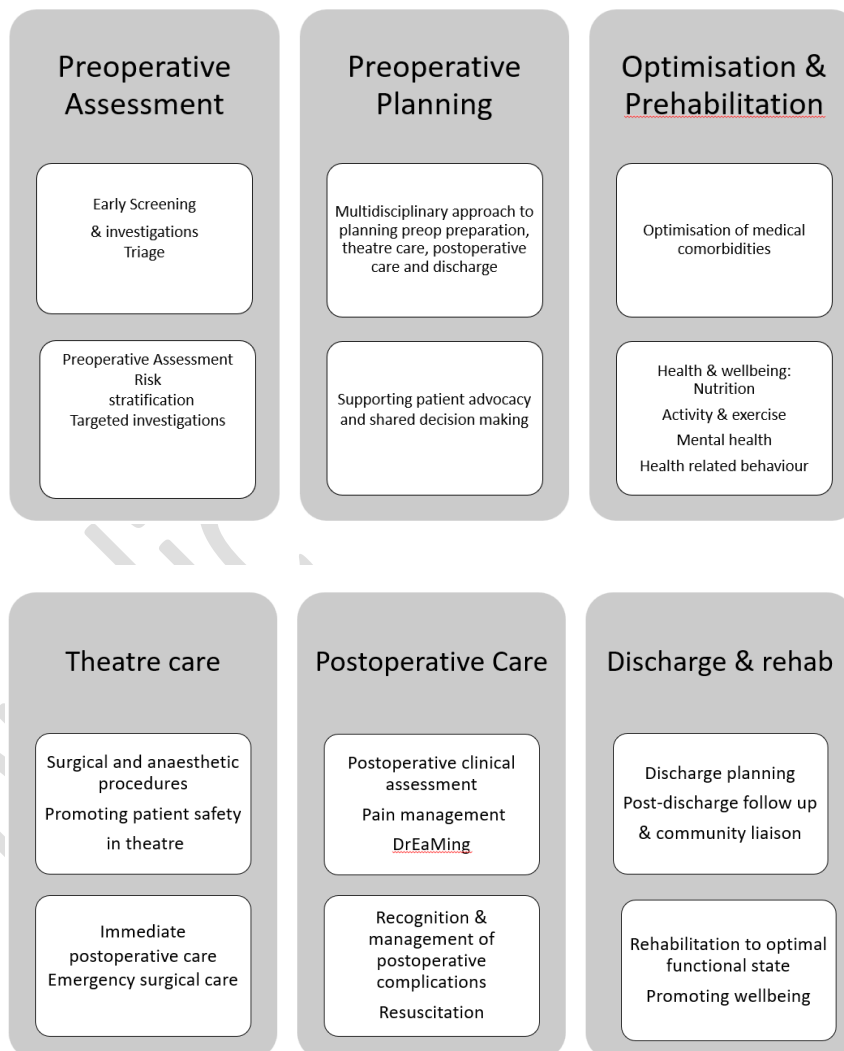 Preoperative
Assessment
Early Screening
& investigations
Triage
Preoperative Assessment
Risk
stratification
Targeted investigations
Preoperative
Planning
Multidisciplinary approach to
planning preop preparation,
theatre care, postoperative
care and discharge
Supporting patient advocacy
and shared decision making
Optimisation &
Prehabilitation
Optimisation of medical
comorbidities
Health & wellbeing:
Nutrition
Activity & exercise
Mental health
Health related behaviour
Theatre care
Surgical and anaesthetic
procedures
Promoting patient safety
in theatre
Immediate
postoperative care
Emergency surgical care
Postoperative Care
Postoperative clinical
assessment
Pain management
DrEaMing
Recognition &
management of
postoperative
complications
Resuscitation
Discharge & rehab
Discharge planning
Post-discharge follow up
& community liaison
Rehabilitation to optimal
functional state
Promoting wellbeing